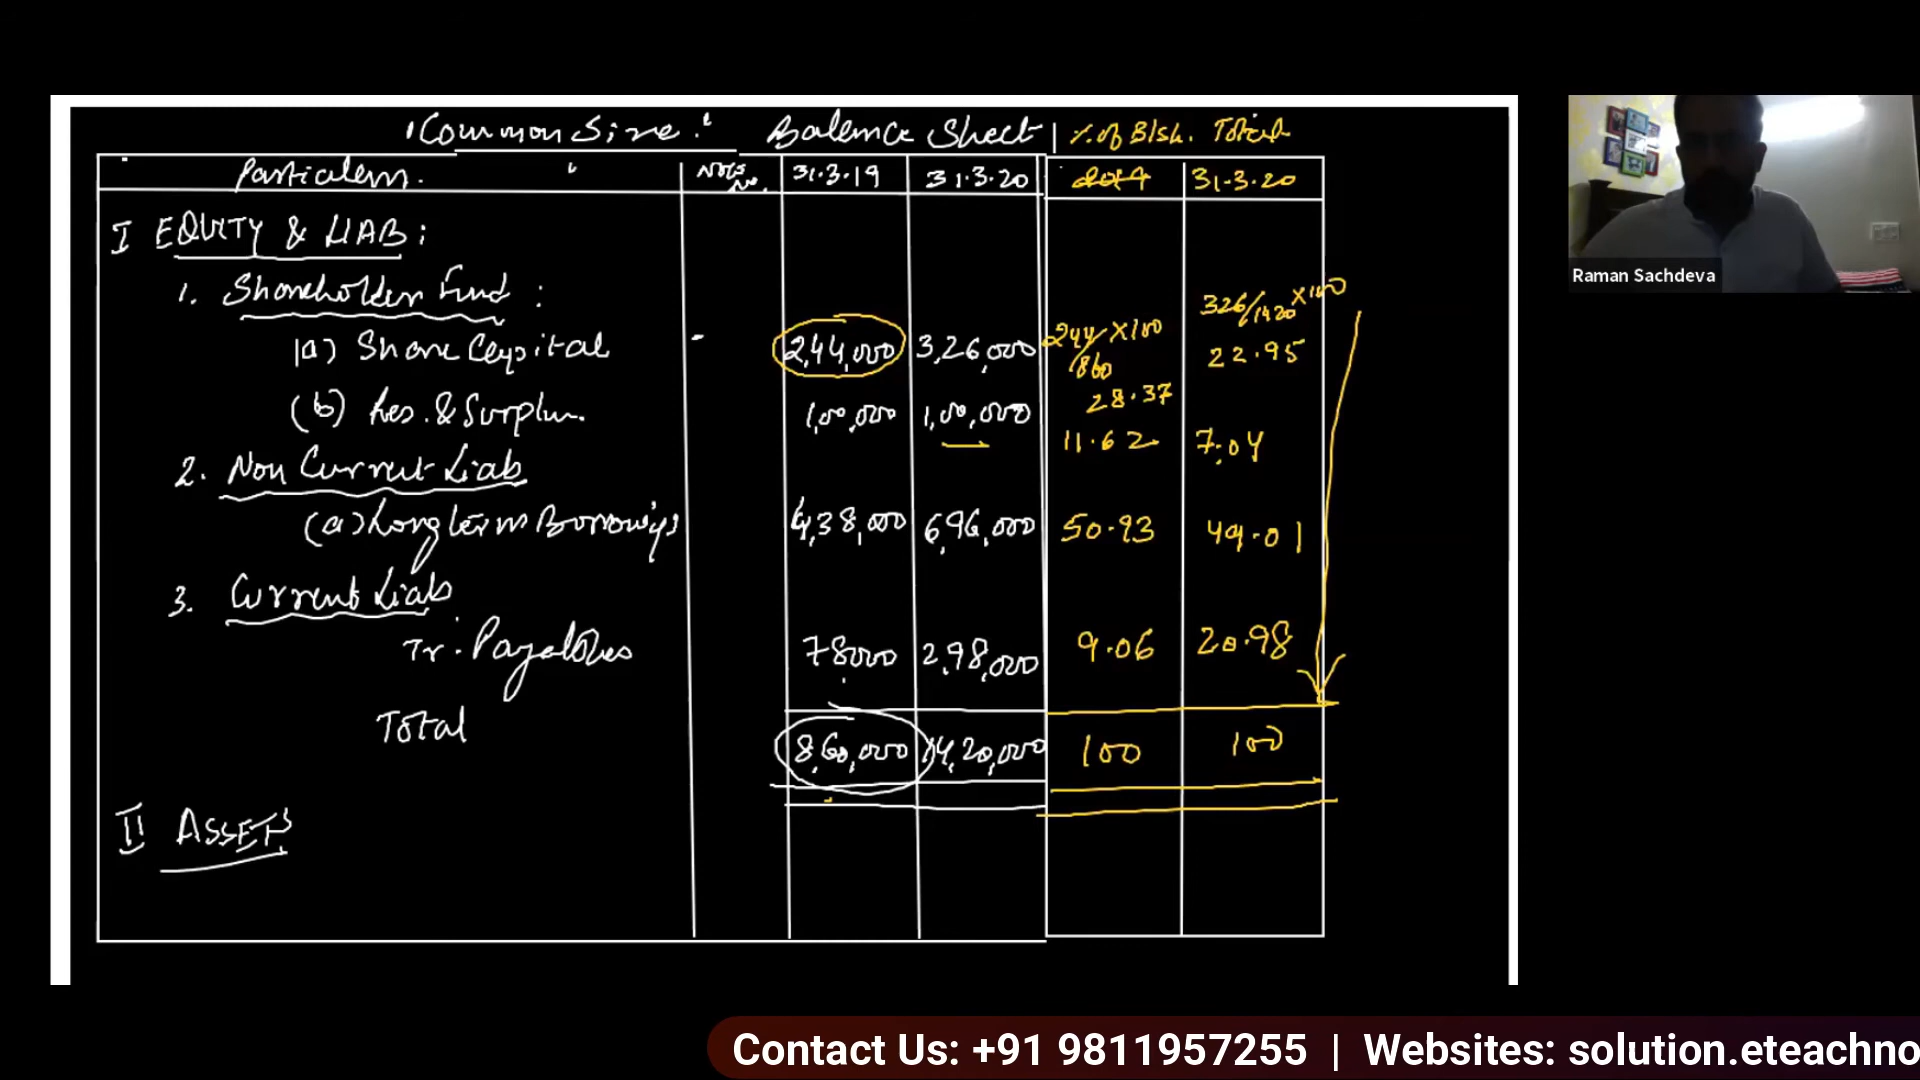 'Common Size' Balance Sheet % of B/sh. Total
Particulars. Notes No. 31.3.19 31.3.20 2019 31.3.20
I EQUITY & LIAB:
1. Shareholder Fund :
326/1420 X100
(a) Share Capital - 2,44,000 3,26,000 244/860 X100 22.95
28.37
(b) Res. & Surplus. 1,00,000 1,00,000 11.62 7.04
2. Non Current Liab
(a) Long term Borrowings 4,38,000 6,96,000 50.93 49.01
3. Current Liab
Tr. Payables 78000 2,98,000 9.06 20.98
Total 8,60,000 14,20,000 100 100
II ASSETS
Raman Sachdeva
Contact Us: +91 9811957255 | Websites: solution.eteachno